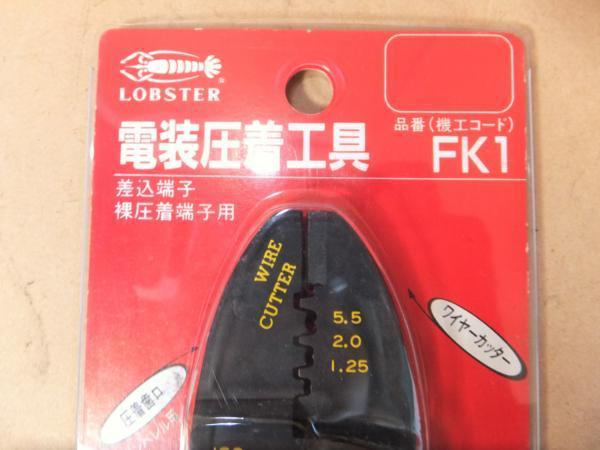 LOBSTER
電装圧着工具
品番(機工コード)
FK1
差込端子
裸圧着端子用
WIRE
CUTTER
5.5
2.0
1.25
ワイヤーカッター
圧着歯口